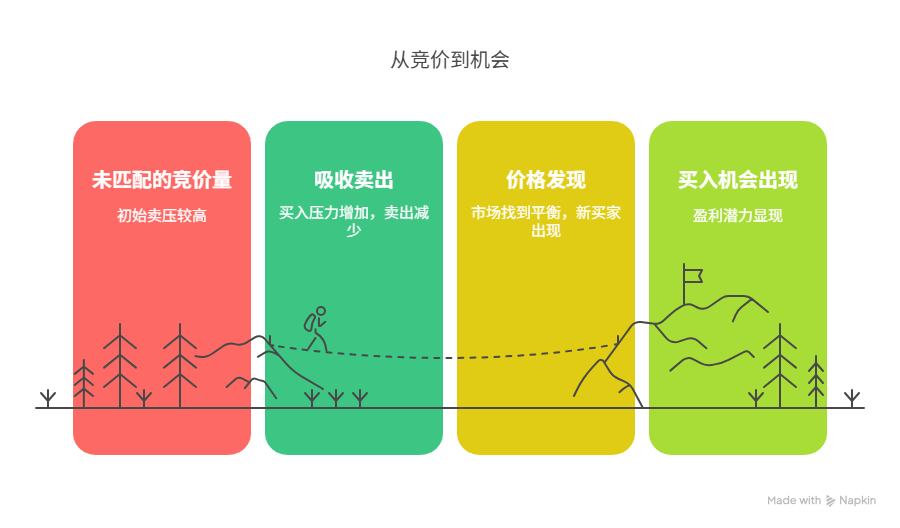 从竞价到机会
未匹配的竞价量
初始卖压较高
吸收卖出
买入压力增加，卖出减
少
价格发现
市场找到平衡，新买家
出现
买入机会出现
盈利潜力显现
Made with Napkin